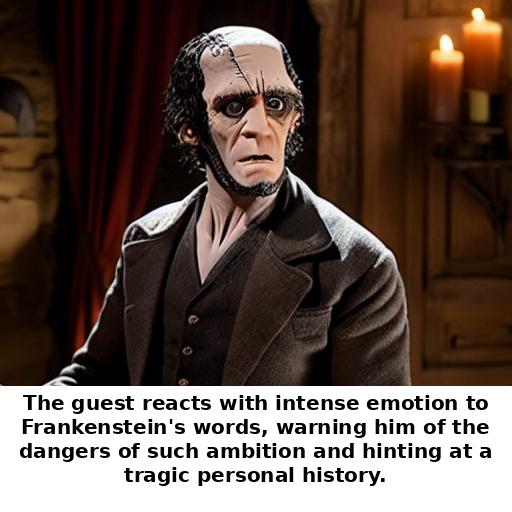 The guest reacts with intense emotion to
Frankenstein's words, warning him of the
dangers of such ambition and hinting at a
tragic personal history.